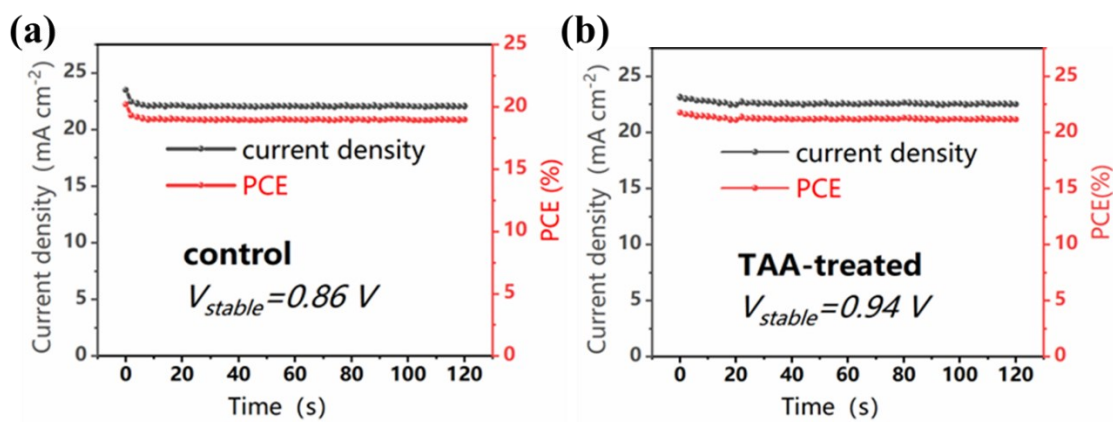 (a)
25
20
15
10
5
0
Current density (mA cm-2)
25
20
15
10
5
0
PCE (%)
current density
PCE
control
Vstable=0.86 V
0 20 40 60 80 100 120
Time (s)
(b)
25
20
15
10
5
0
Current density (mA cm-2)
25
20
15
10
5
0
PCE(%)
current density
PCE
TAA-treated
Vstable=0.94 V
0 20 40 60 80 100 120
Time (s)